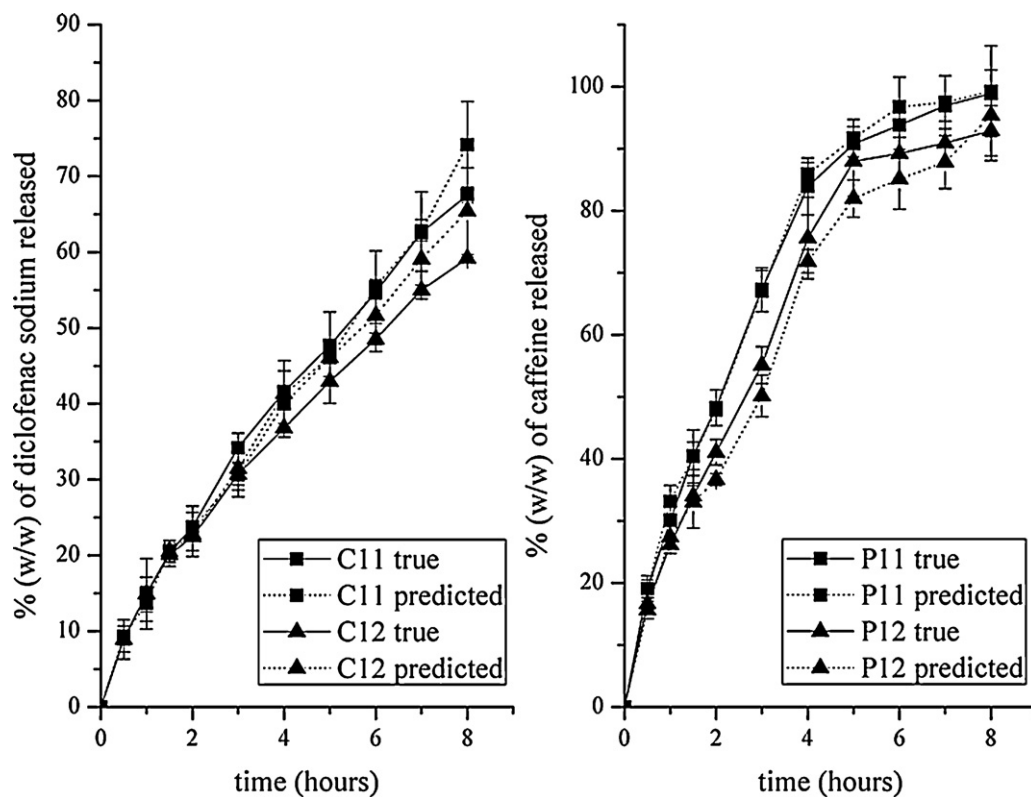 % (w/w) of diclofenac sodium released
90
80
70
60
50
40
30
20
10
0
0
2
4
6
8
time (hours)
C11 true
C11 predicted
C12 true
C12 predicted
% (w/w) of caffeine released
100
80
60
40
20
0
0
2
4
6
8
time (hours)
P11 true
P11 predicted
P12 true
P12 predicted